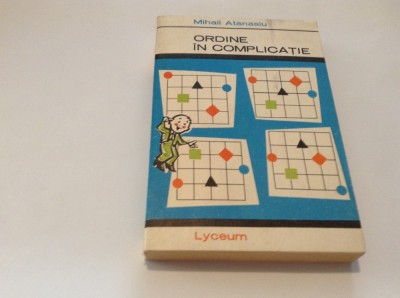 Mihail Atanasiu
ORDINE
ÎN COMPLICAȚIE
Lyceum